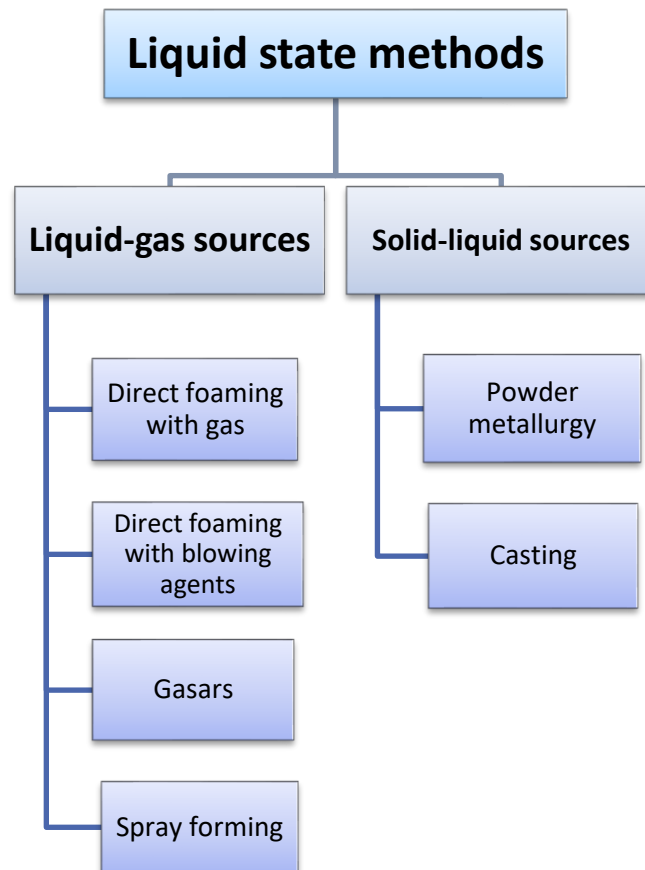 Liquid state methods
Liquid-gas sources
Solid-liquid sources
Direct foaming
with gas
Direct foaming
with blowing
agents
Gasars
Spray forming
Powder
metallurgy
Casting